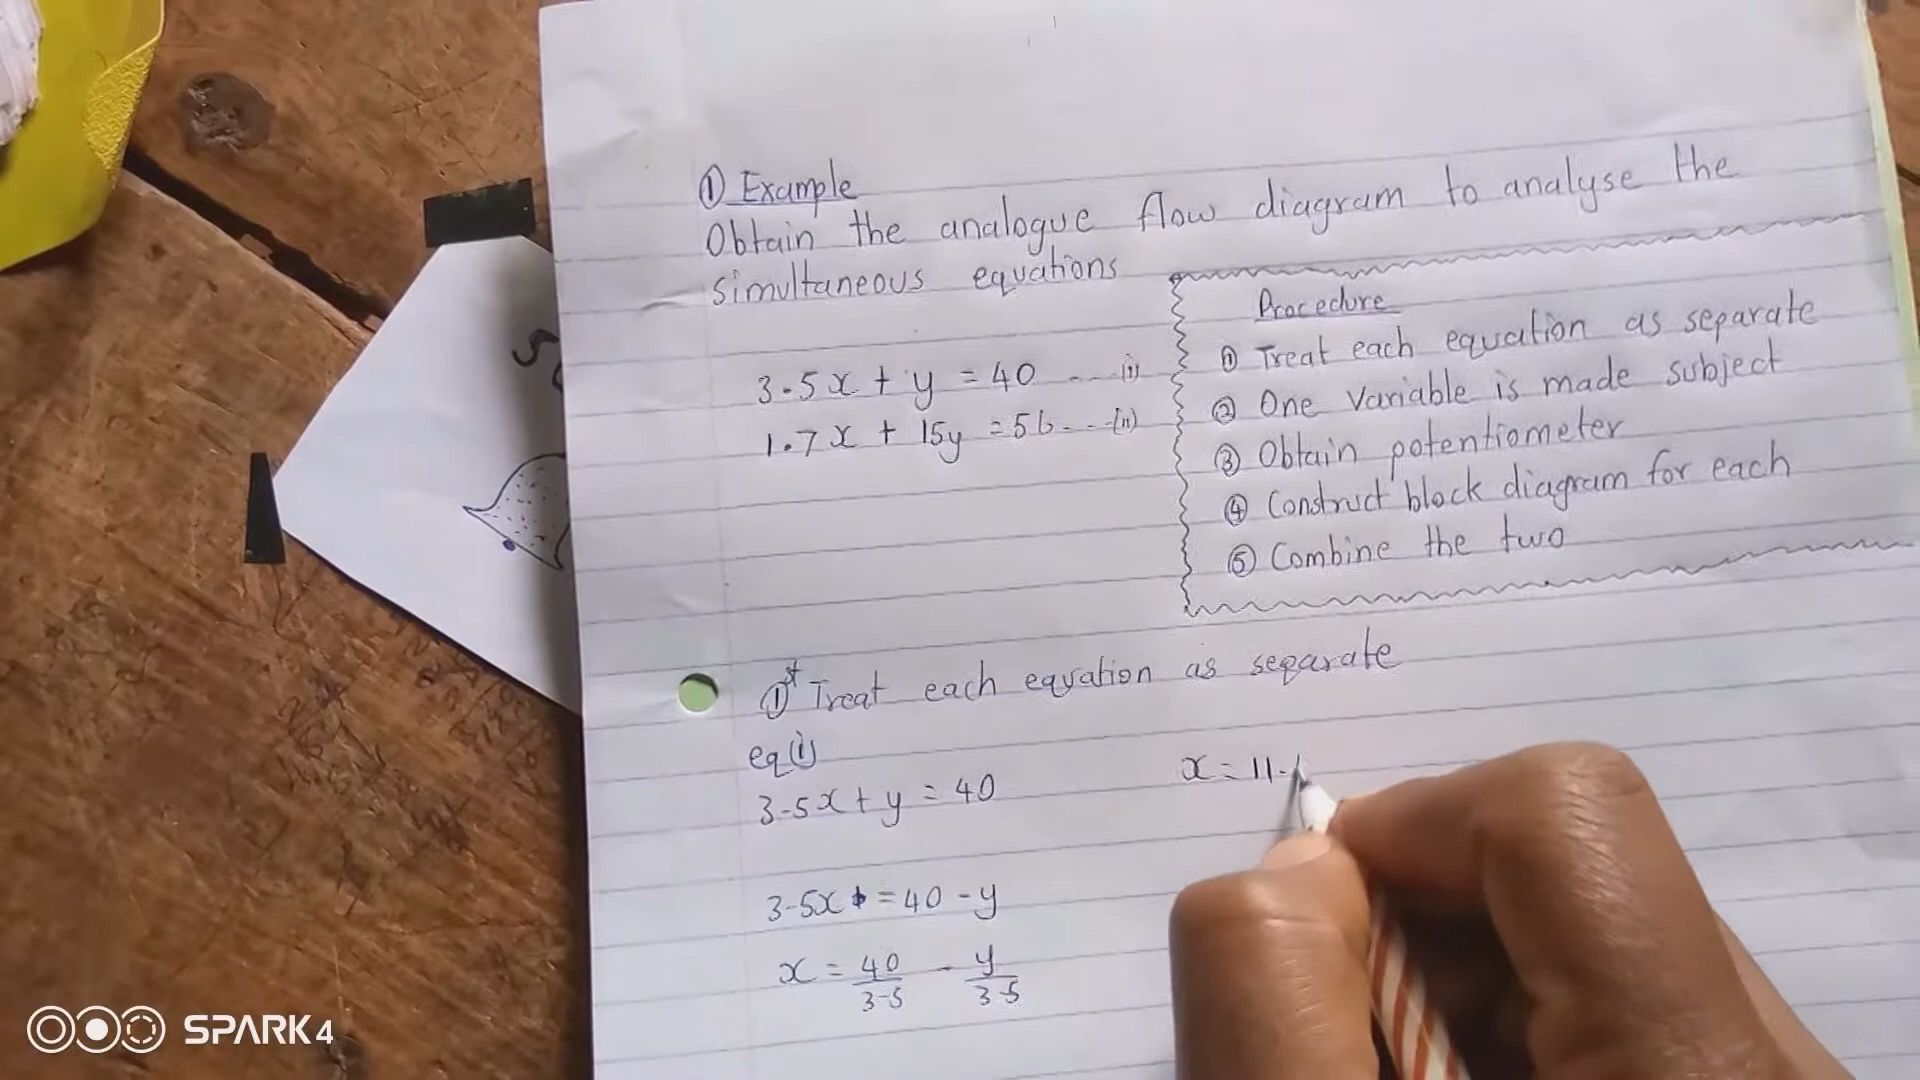 ① Example
Obtain the analogue flow diagram to analyse the
simultaneous equations
3.5x + y = 40 ---(i)
1.7x + 15y = 56 ---(ii)
Procedure
① Treat each equation as separate
② One variable is made subject
③ Obtain potentiometer
④ Construct block diagram for each
⑤ Combine the two
①* Treat each equation as separate
eq(i)
3.5x + y = 40
3.5x = 40 - y
x = 40/3.5 - y/3.5
x = 11.
SPARK 4